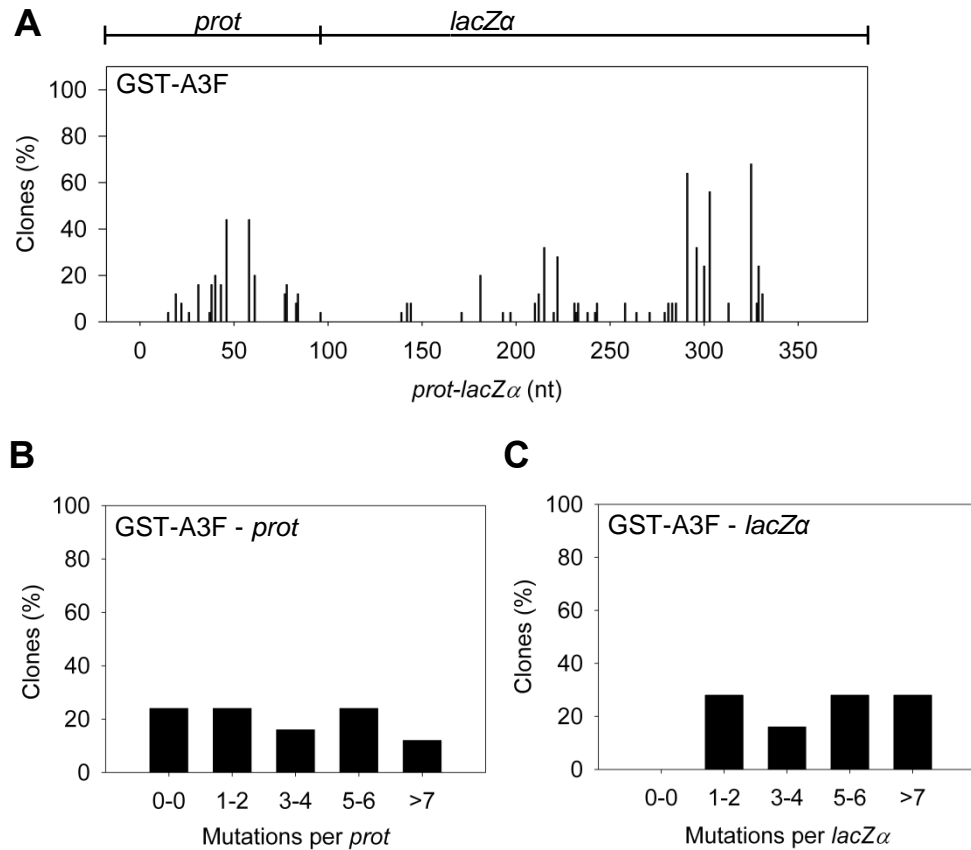 A
prot lacZα
GST-A3F
Clones (%)
100
80
60
40
20
0
0 50 100 150 200 250 300 350
prot-lacZα (nt)
B
GST-A3F - prot
Clones (%)
100
80
60
40
20
0
0-0 1-2 3-4 5-6 >7
Mutations per prot
C
GST-A3F - lacZα
Clones (%)
100
80
60
40
20
0
0-0 1-2 3-4 5-6 >7
Mutations per lacZα